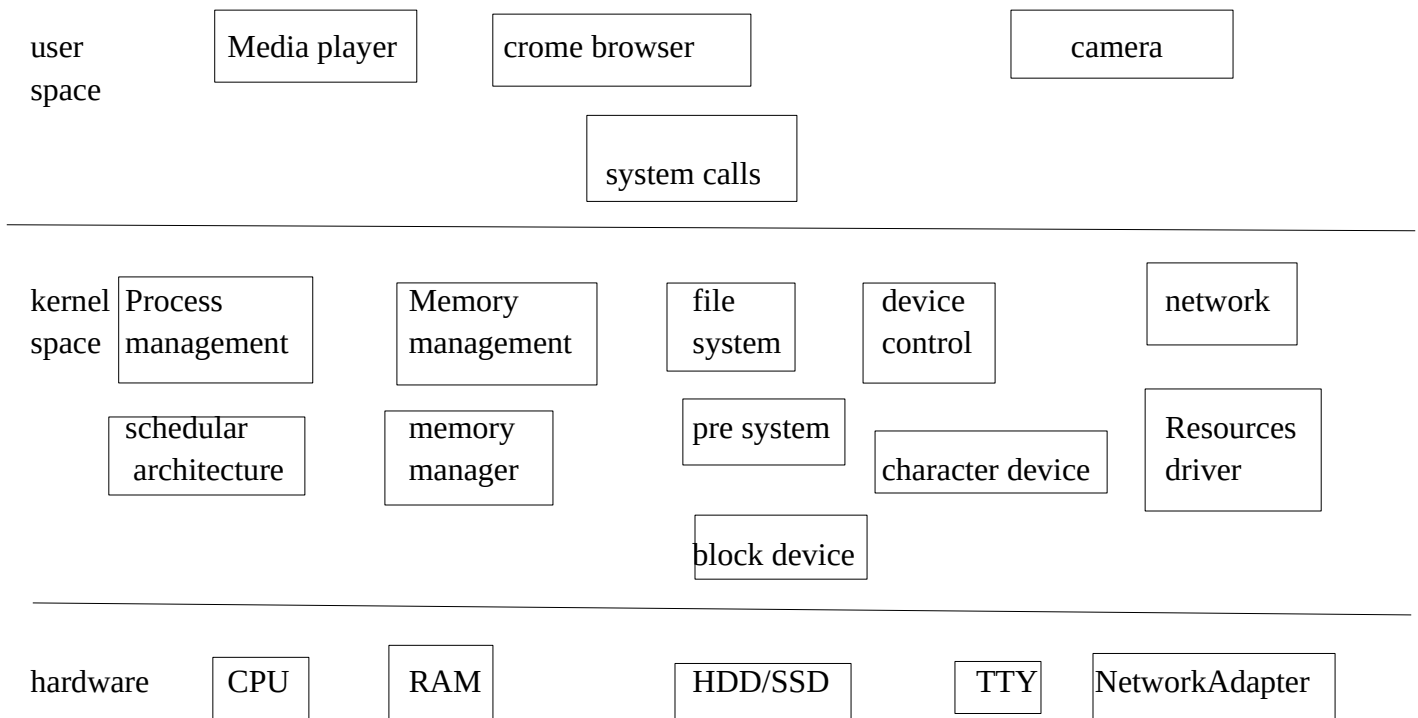 user Media player crome browser camera
space
system calls
kernel Process Memory file device network
space management management system control
schedular memory pre system Resources
architecture manager character device driver
block device
hardware CPU RAM HDD/SSD TTY NetworkAdapter